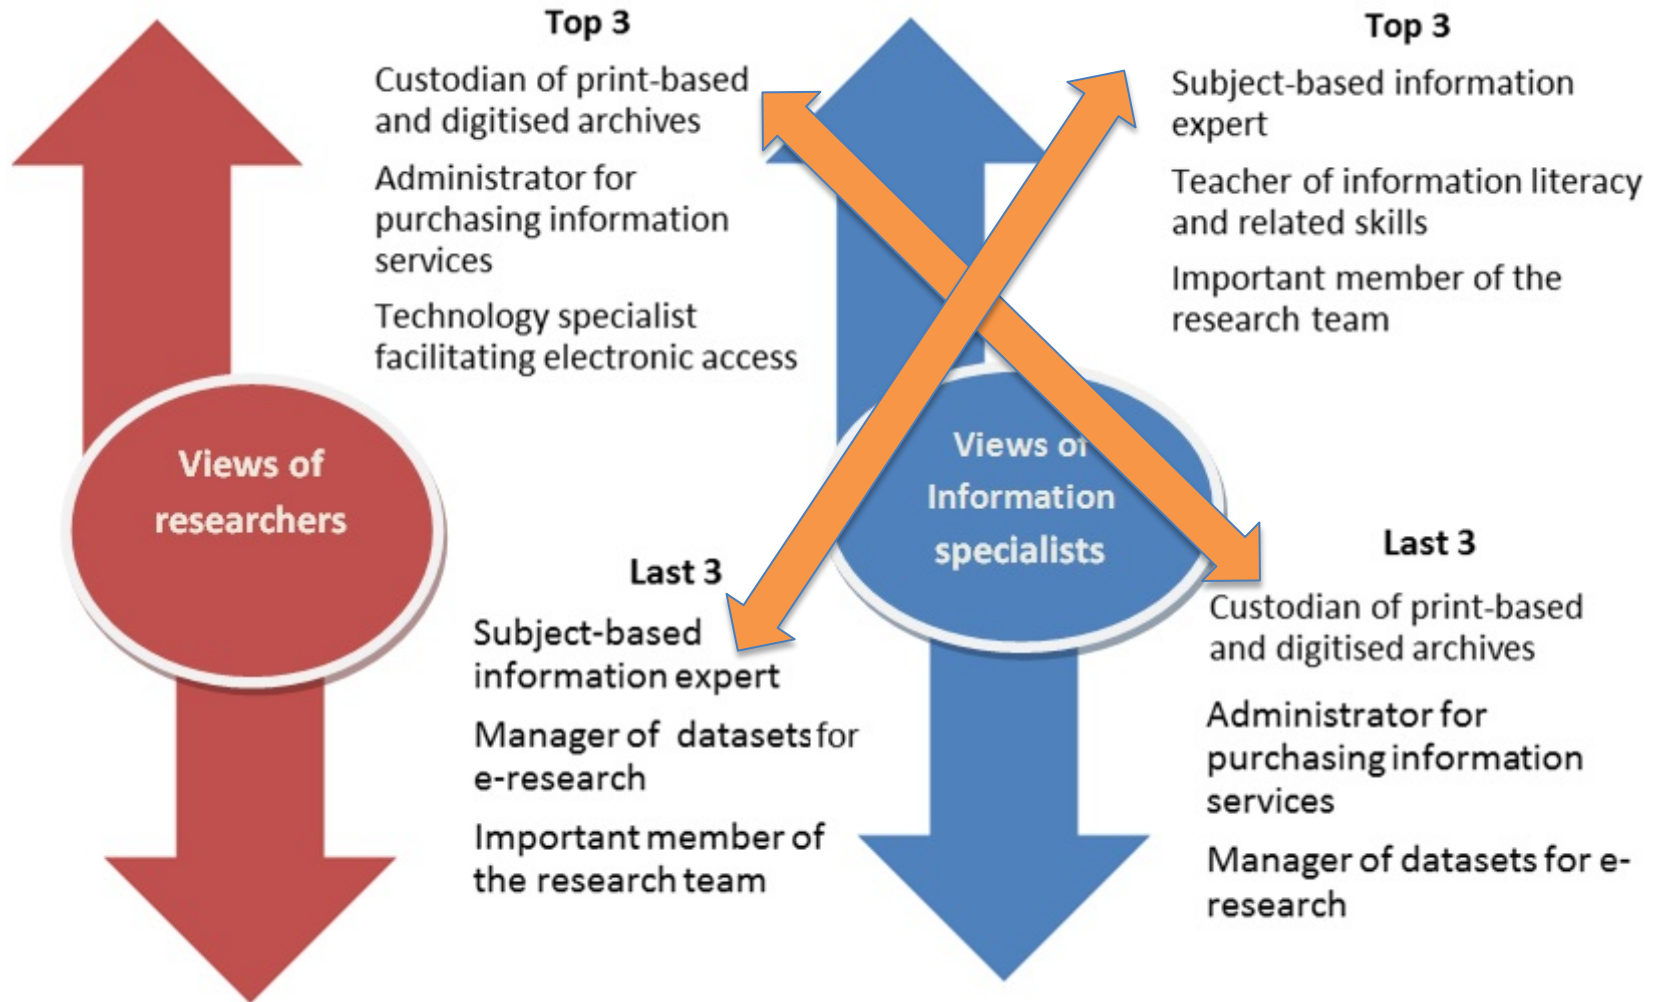 Top 3
Custodian of print-based
and digitised archives
Administrator for
purchasing information
services
Technology specialist
facilitating electronic access
Views of
researchers
Last 3
Subject-based
information expert
Manager of datasets for
e-research
Important member of
the research team
Top 3
Subject-based information
expert
Teacher of information literacy
and related skills
Important member of the
research team
Views of
Information
specialists
Last 3
Custodian of print-based
and digitised archives
Administrator for
purchasing information
services
Manager of datasets for e-
research